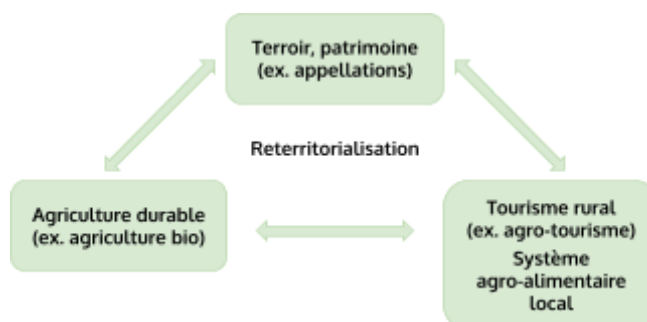 Terroir, patrimoine
(ex. appellations)
Reterritorialisation
Agriculture durable
(ex. agriculture bio)
Tourisme rural
(ex. agro-tourisme)
Système
agro-alimentaire
local